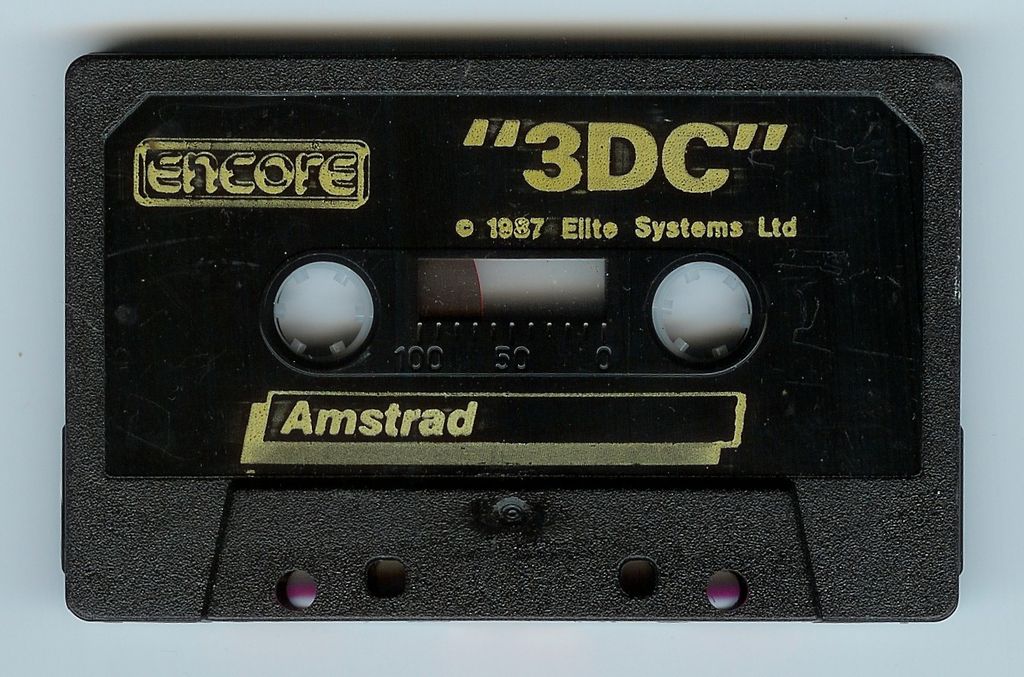 encore
"3DC"
© 1987 Elite Systems Ltd
100 50 0
Amstrad